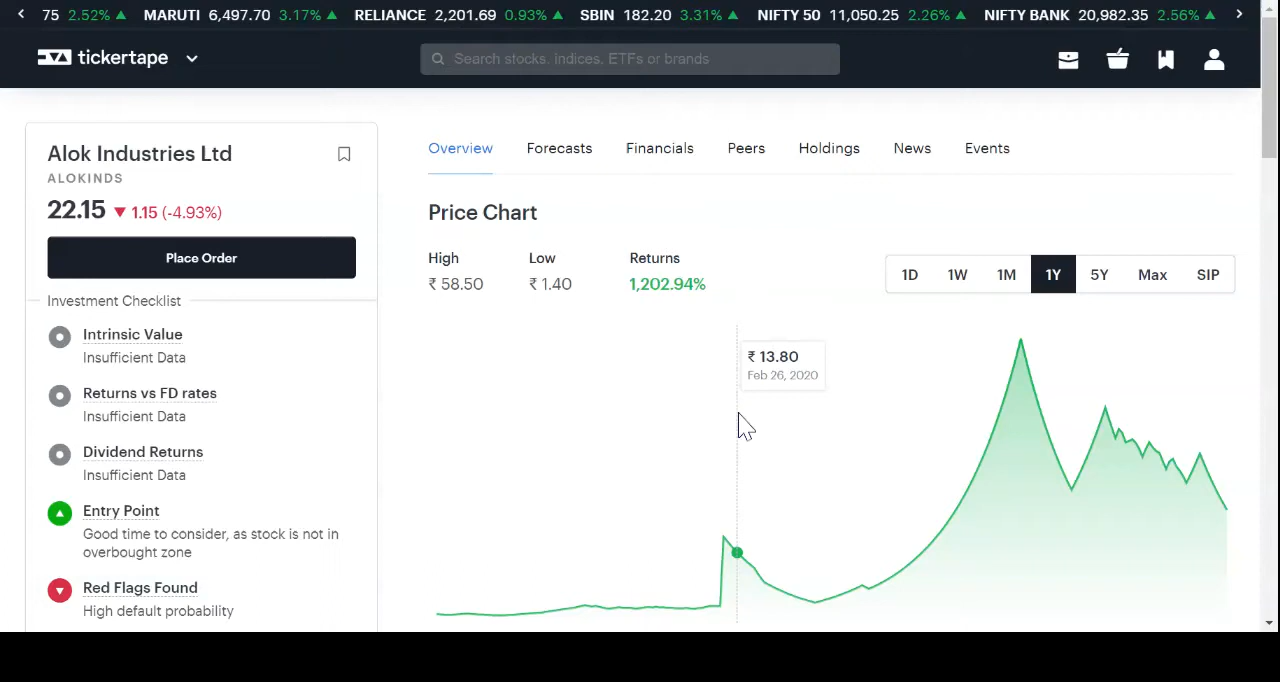 75 2.52% ▲ MARUTI 6,497.70 3.17% ▲ RELIANCE 2,201.69 0.93% ▲ SBIN 182.20 3.31% ▲ NIFTY 50 11,050.25 2.26% ▲ NIFTY BANK 20,982.35 2.56% ▲
tickertape
Search stocks, indices, ETFs or brands
Alok Industries Ltd
ALOKINDS
22.15 ▼ 1.15 (-4.93%)
Place Order
Investment Checklist
Intrinsic Value
Insufficient Data
Returns vs FD rates
Insufficient Data
Dividend Returns
Insufficient Data
Entry Point
Good time to consider, as stock is not in
overbought zone
Red Flags Found
High default probability
Overview Forecasts Financials Peers Holdings News Events
Price Chart
High Low Returns
₹ 58.50 ₹ 1.40 1,202.94%
1D 1W 1M 1Y 5Y Max SIP
₹ 13.80
Feb 26, 2020